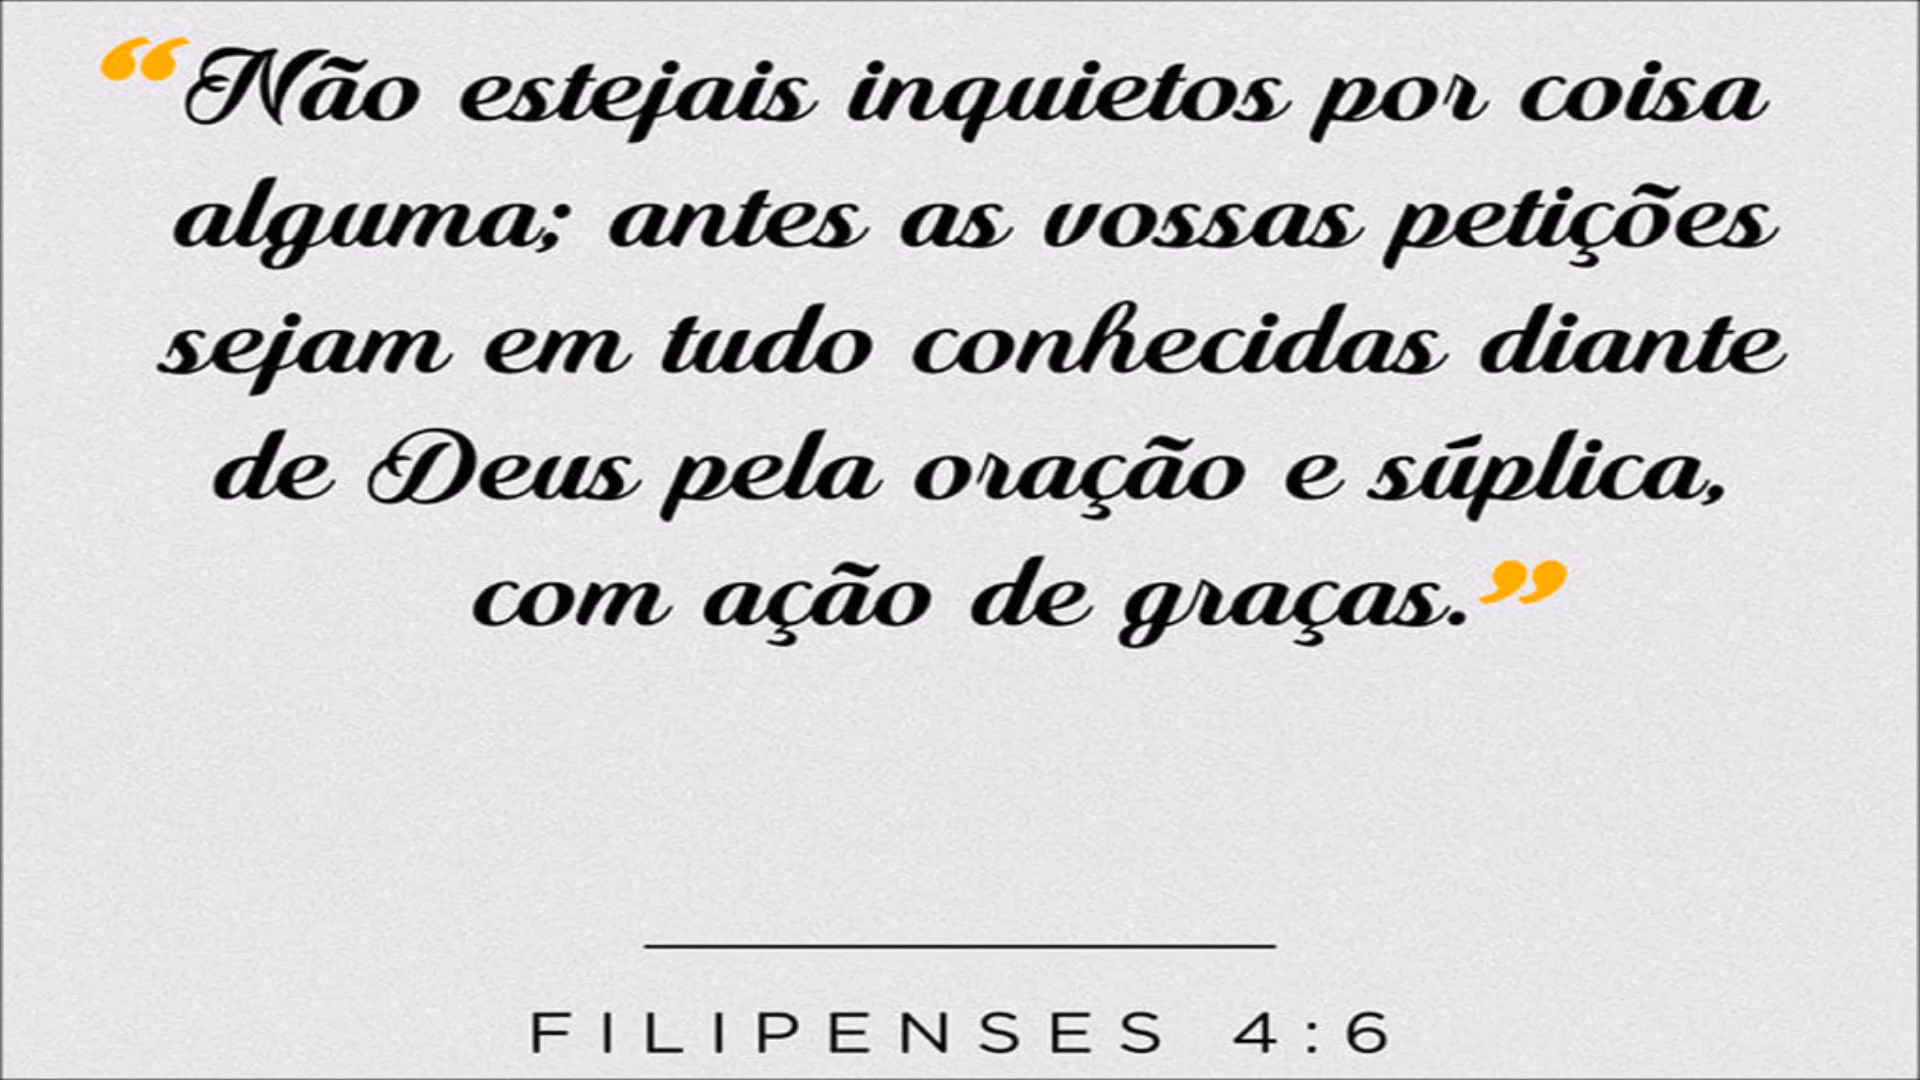 “Não estejais inquietos por coisa
alguma; antes as vossas petições
sejam em tudo conhecidas diante
de Deus pela oração e súplica,
com ação de graças.”
FILIPENSES 4:6